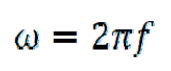 ω = 2πf